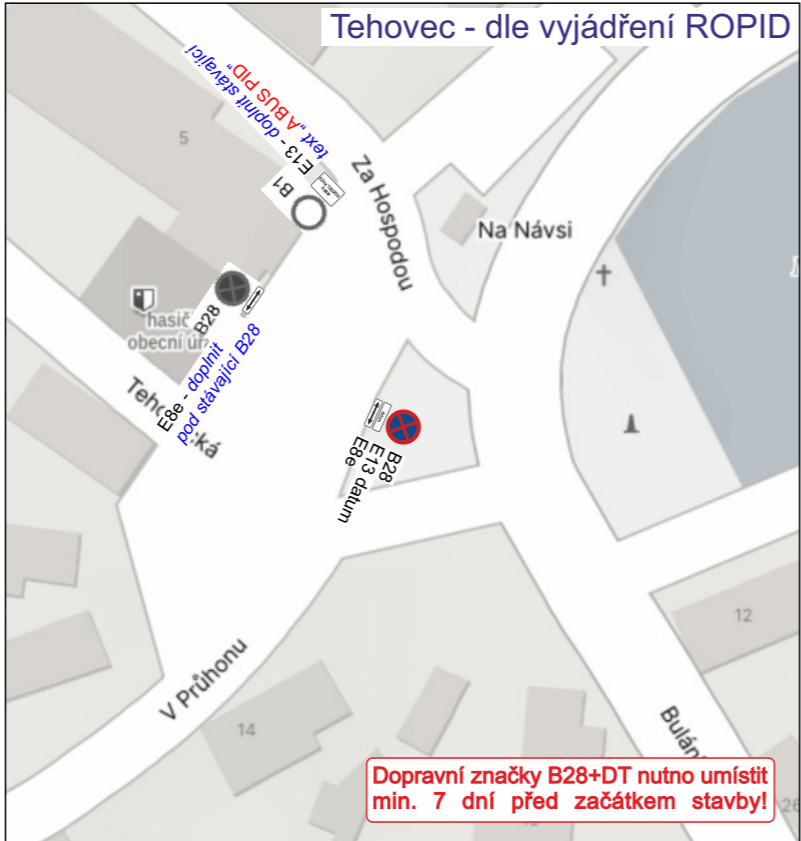 Tehovec - dle vyjádření ROPID
E13 - doplnit stávající
text „A BUS PID“
B1
5
Za Hospodou
Na Návsi
B28
hasič
obecní úř
E8e - doplnit
pod stávající B28
Teho ká
B28
E13 datum
E8e
12
V Průhonu
14
Bulán
Dopravní značky B28+DT nutno umístit
min. 7 dní před začátkem stavby!
28